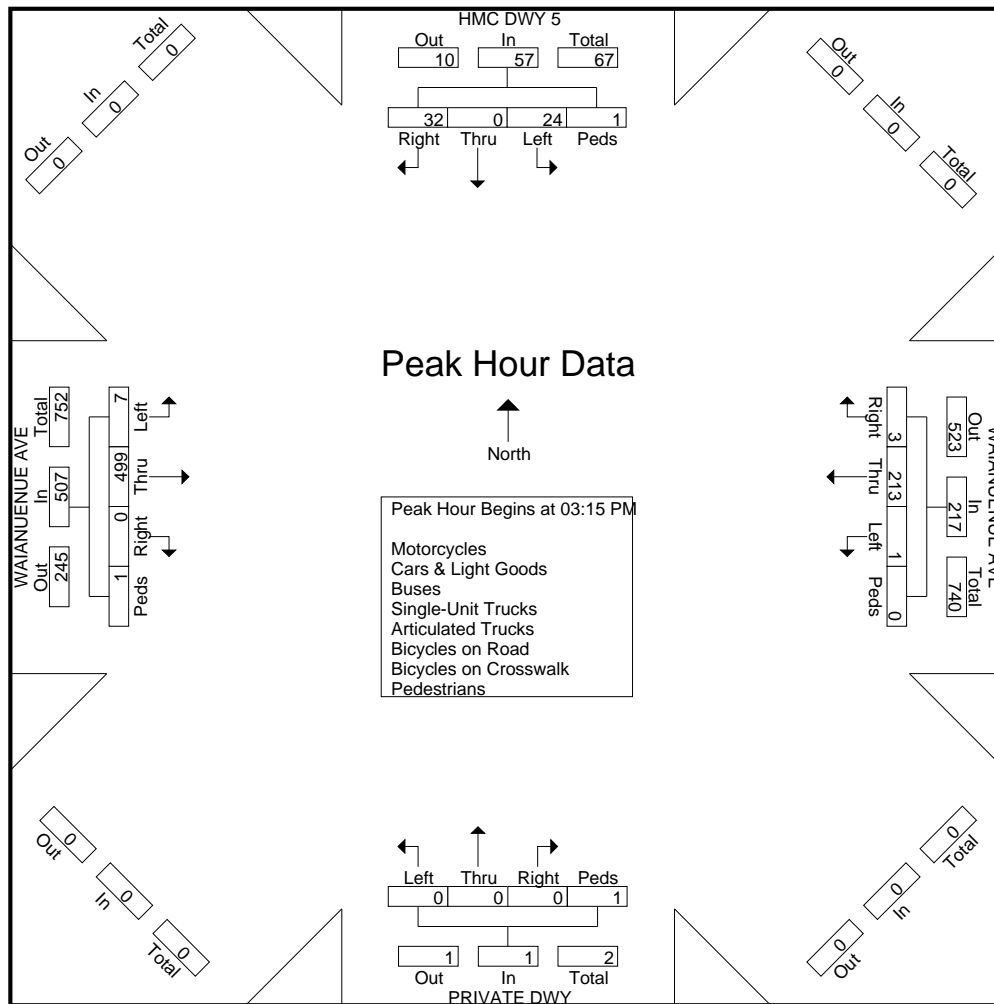 HMC DWY 5
Out In Total
10 57 67
32 0 24 1
Right Thru Left Peds
Total
0
In
0
Out
0
Out
0
In
0
Total
0
Peak Hour Data
North
Peak Hour Begins at 03:15 PM
Motorcycles
Cars & Light Goods
Buses
Single-Unit Trucks
Articulated Trucks
Bicycles on Road
Bicycles on Crosswalk
Pedestrians
WAIANUENUE AVE
Out In Total
245 507 752
1 0 499 7
Peds Right Thru Left
WAIANUENUE AVE
Out In Total
523 217 740
Right Thru Left Peds
3 213 1 0
Left Thru Right Peds
0 0 0 1
1 1 2
Out In Total
PRIVATE DWY
0
Out
0
In
0
Total
0
Total
0
In
0
Out